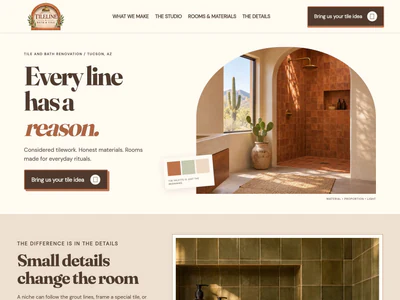 TILELINE
WHAT WE MAKE
THE STUDIO
ROOMS & MATERIALS
THE DETAILS
Bring us your tile idea
TILE AND BATH RENOVATION / TUCSON, AZ
Every line
has a
reason.
Considered tilework. Honest materials. Rooms
made for everyday rituals.
Bring us your tile idea
MATERIAL / PROPORTION / LIGHT
THE DIFFERENCE IS IN THE DETAILS
Small details
change the room
A niche can follow the grout lines, frame a special tile, or